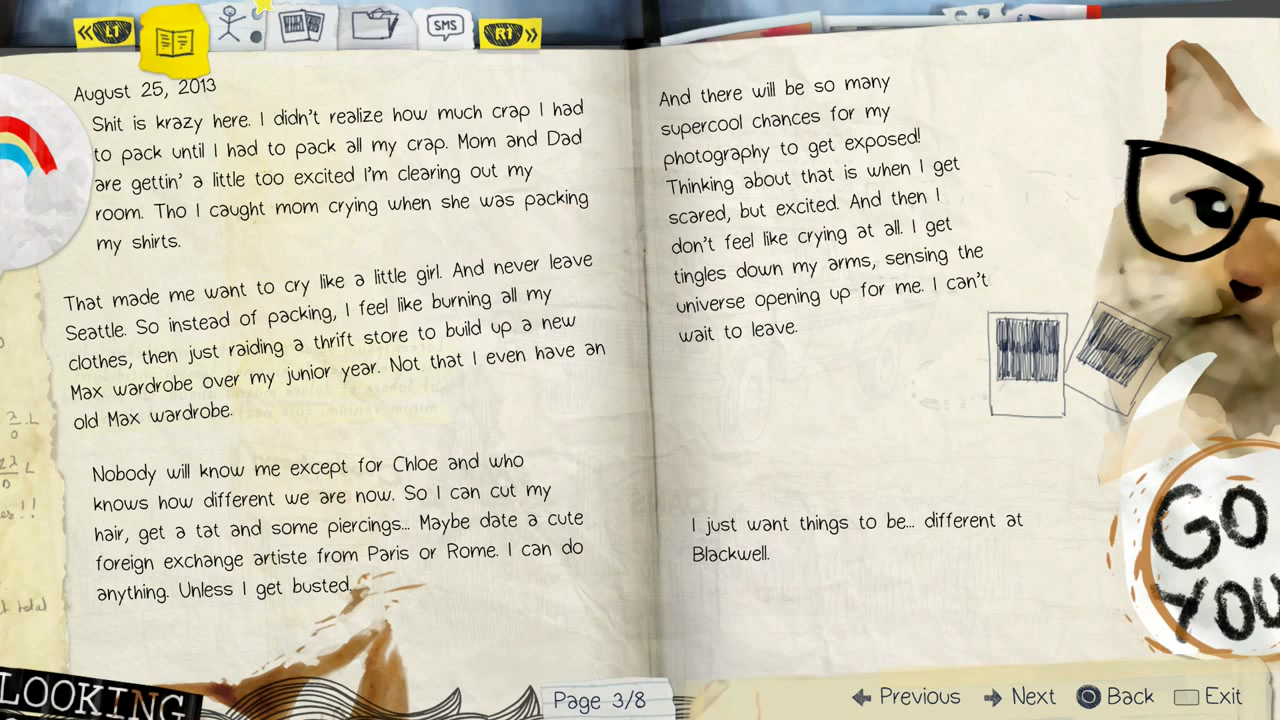 L1
SMS
R1
August 25, 2013
Shit is krazy here. I didn't realize how much crap I had
to pack until I had to pack all my crap. Mom and Dad
are gettin' a little too excited I'm clearing out my
room. Tho I caught mom crying when she was packing
my shirts.
That made me want to cry like a little girl. And never leave
Seattle. So instead of packing, I feel like burning all my
clothes, then just raiding a thrift store to build up a new
Max wardrobe over my junior year. Not that I even have an
old Max wardrobe.
Nobody will know me except for Chloe and who
knows how different we are now. So I can cut my
hair, get a tat and some piercings... Maybe date a cute
foreign exchange artiste from Paris or Rome. I can do
anything. Unless I get busted.
And there will be so many
supercool chances for my
photography to get exposed!
Thinking about that is when I get
scared, but excited. And then I
don't feel like crying at all. I get
tingles down my arms, sensing the
universe opening up for me. I can't
wait to leave.
I just want things to be... different at
Blackwell.
GO
YOU
LOOKING
Page 3/8
Previous
Next
Back
Exit